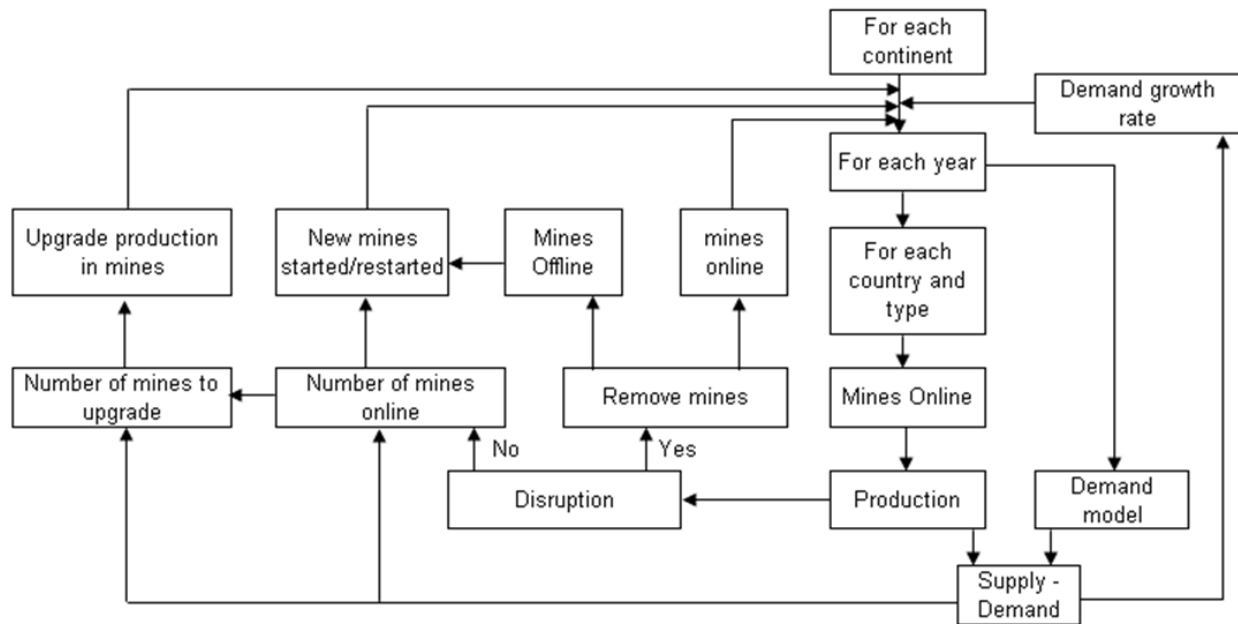 For each
continent
Demand growth
rate
For each year
Upgrade production
in mines
New mines
started/restarted
Mines
Offline
mines
online
For each
country and
type
Number of mines to
upgrade
Number of mines
online
Remove mines
Mines Online
No
Yes
Disruption
Production
Demand
model
Supply -
Demand